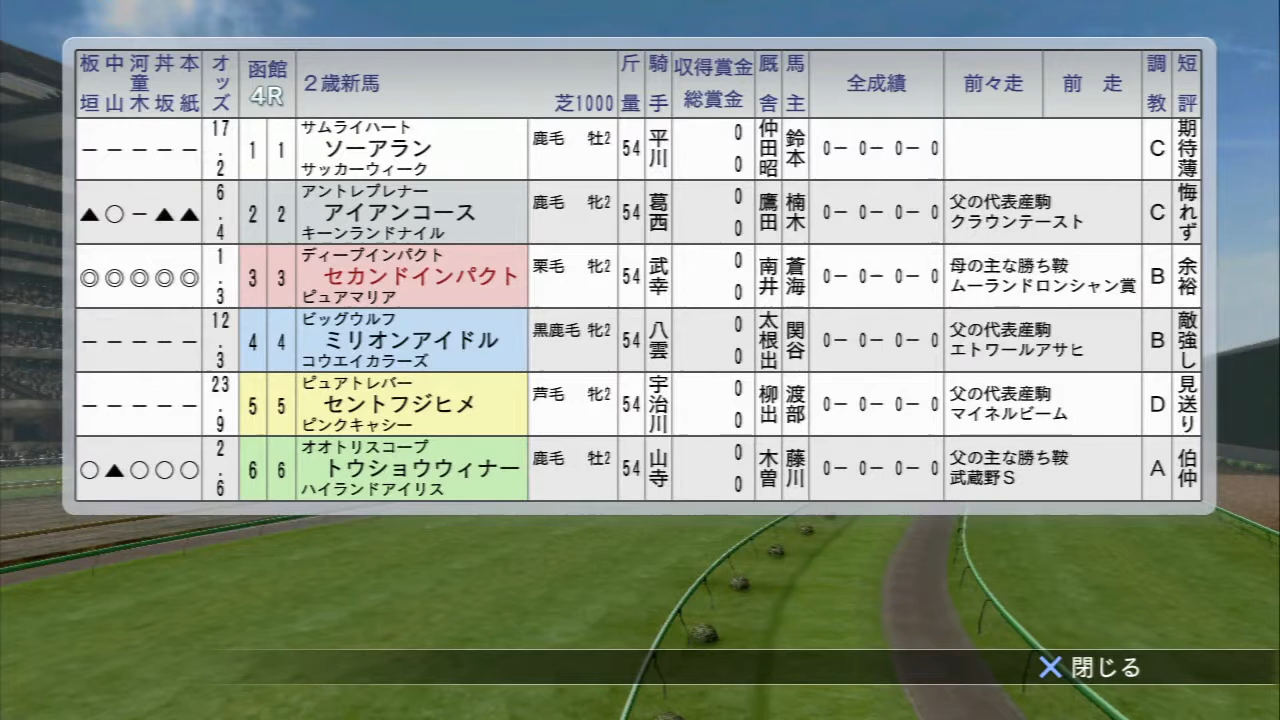 板垣 中山 河童木 丼坂 本紙 オッズ 函館4R 2歳新馬 芝1000 斤量 騎手 収得賞金 総賞金 厩舎 馬主 全成績 前々走 前 走 調教 短評
サムライハート
－－－－－ 17.2 1 1 ソーアラン 鹿毛 牡2 54 平川 0 0 仲田昭 鈴本 0－ 0－ 0－ 0 C 期待薄
サッカーウィーク
アントレプレナー
▲○－▲▲ 6.4 2 2 アイアンコース 鹿毛 牝2 54 葛西 0 0 鷹田 楠木 0－ 0－ 0－ 0 父の代表産駒 クラウンテースト C 侮れず
キーンランドナイル
ディープインパクト
◎◎◎◎◎ 1.3 3 3 セカンドインパクト 栗毛 牝2 54 武幸 0 0 南井 蒼海 0－ 0－ 0－ 0 母の主な勝ち鞍 ムーランドロンシャン賞 B 余裕
ピュアマリア
ビッグウルフ
－－－－－ 12.3 4 4 ミリオンアイドル 黒鹿毛 牝2 54 八雲 0 0 太根出 関谷 0－ 0－ 0－ 0 父の代表産駒 エトワールアサヒ B 敵強し
コウエイカラーズ
ピュアトレバー
－－－－－ 23.9 5 5 セントフジヒメ 芦毛 牝2 54 宇治川 0 0 柳出 渡部 0－ 0－ 0－ 0 父の代表産駒 マイネルビーム D 見送り
ピンクキャシー
オオトリスコープ
○▲○○○ 2.6 6 6 トウショウウィナー 鹿毛 牡2 54 山寺 0 0 木曽 藤川 0－ 0－ 0－ 0 父の主な勝ち鞍 武蔵野S A 伯仲
ハイランドアイリス
閉じる